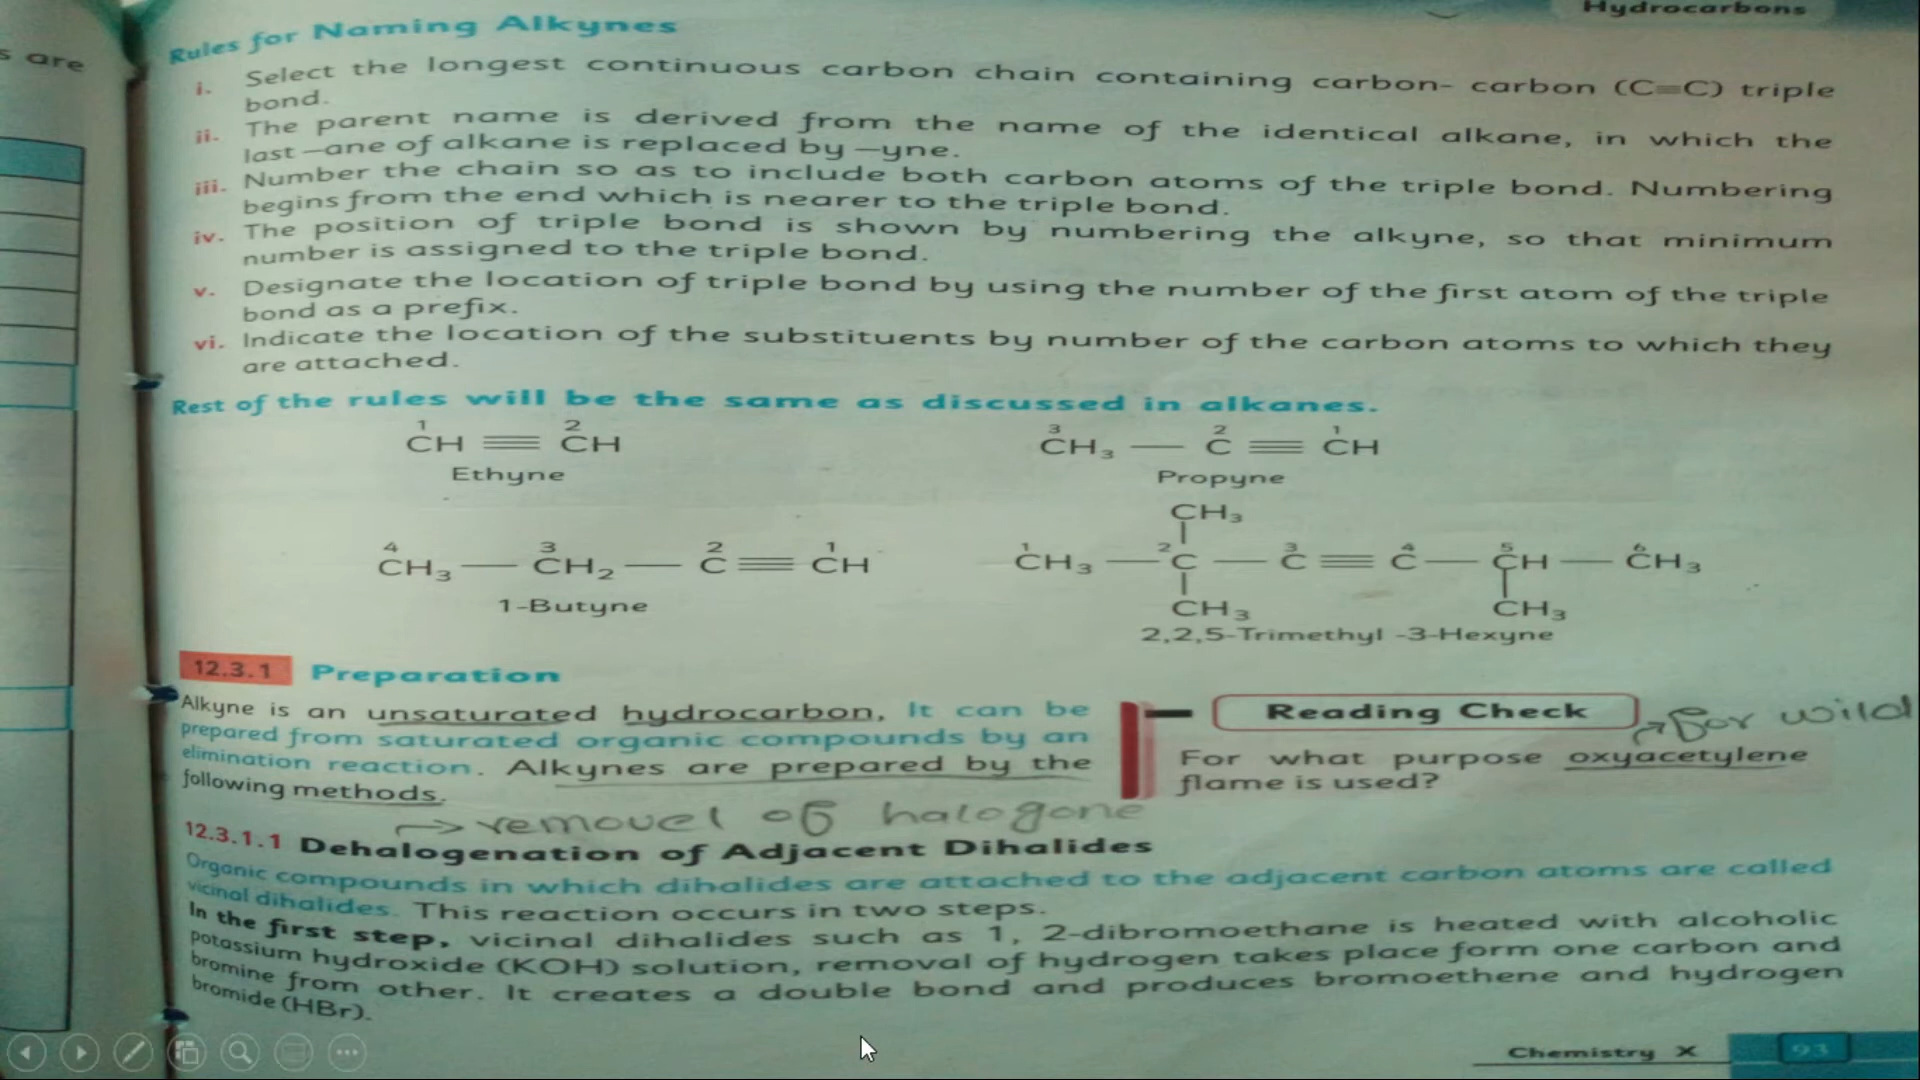 Hydrocarbons
s are
Rules for Naming Alkynes
i. Select the longest continuous carbon chain containing carbon- carbon (C≡C) triple
bond.
ii. The parent name is derived from the name of the identical alkane, in which the
last –ane of alkane is replaced by –yne.
iii. Number the chain so as to include both carbon atoms of the triple bond. Numbering
begins from the end which is nearer to the triple bond.
iv. The position of triple bond is shown by numbering the alkyne, so that minimum
number is assigned to the triple bond.
v. Designate the location of triple bond by using the number of the first atom of the triple
bond as a prefix.
vi. Indicate the location of the substituents by number of the carbon atoms to which they
are attached.
Rest of the rules will be the same as discussed in alkanes.
1 2 3 2 1
CH ≡ CH CH₃ — C ≡ CH
Ethyne Propyne
CH₃
4 3 2 1 1 2 3 4 5 6
CH₃ — CH₂ — C ≡ CH CH₃ — C — C ≡ C — CH — CH₃
1-Butyne CH₃ CH₃
2,2,5-Trimethyl -3-Hexyne
12.3.1 Preparation
Alkyne is an unsaturated hydrocarbon. It can be
prepared from saturated organic compounds by an
elimination reaction. Alkynes are prepared by the
following methods.
Reading Check
→ For wild
For what purpose oxyacetylene
flame is used?
→ removel of halogone
12.3.1.1 Dehalogenation of Adjacent Dihalides
Organic compounds in which dihalides are attached to the adjacent carbon atoms are called
vicinal dihalides. This reaction occurs in two steps.
In the first step, vicinal dihalides such as 1, 2-dibromoethane is heated with alcoholic
potassium hydroxide (KOH) solution, removal of hydrogen takes place form one carbon and
bromine from other. It creates a double bond and produces bromoethene and hydrogen
bromide (HBr).
Chemistry X 93